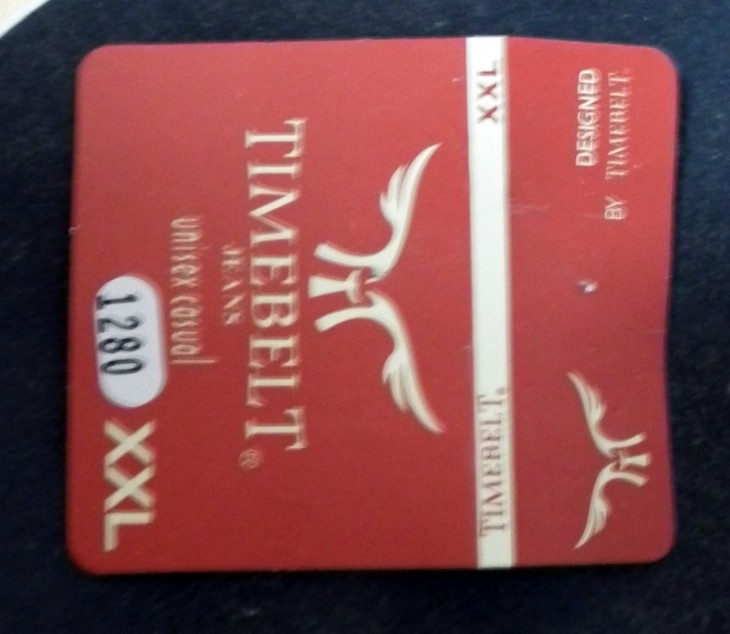 DESIGNED
BY TIMEBELT
XXL
TIMEBELT®
TIMEBELT®
JEANS
unisex casual
1280
XXL